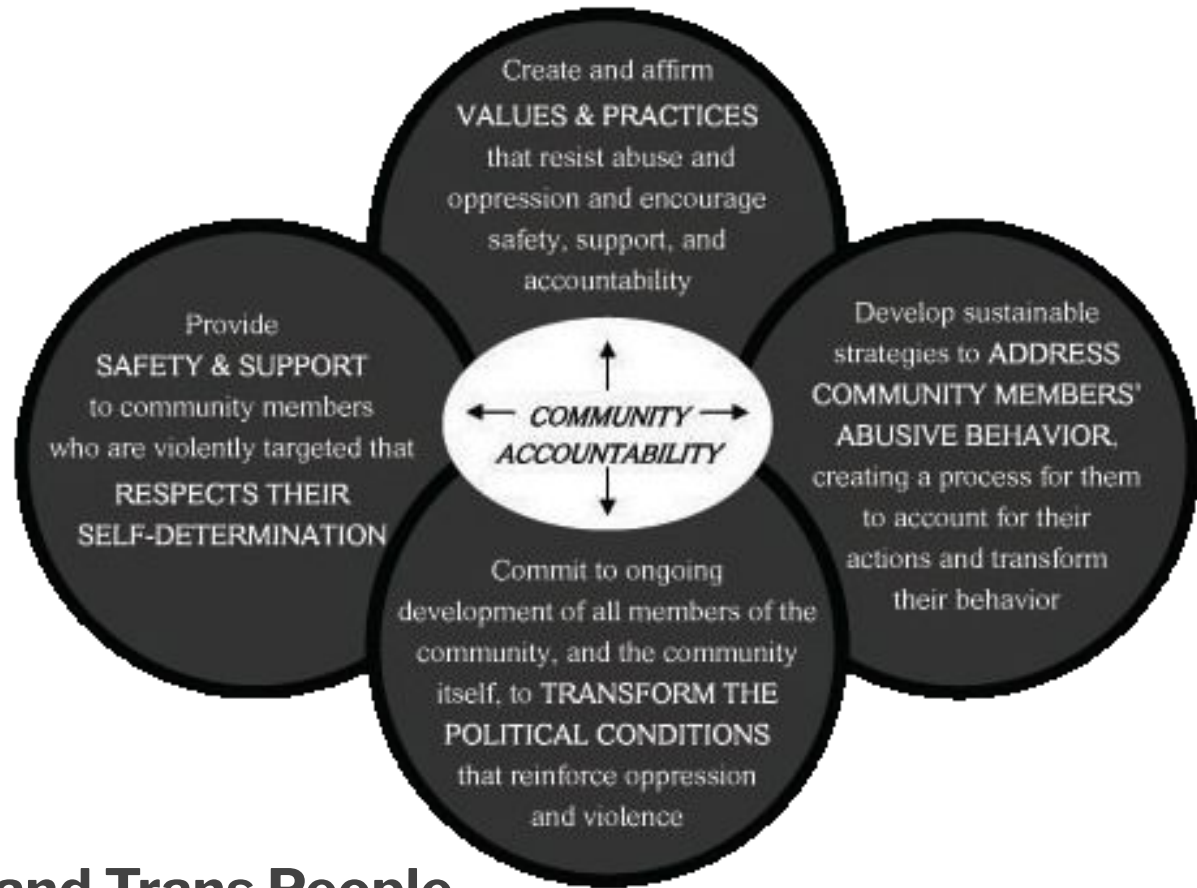 Create and affirm
VALUES & PRACTICES
that resist abuse and
oppression and encourage
safety, support, and
accountability
Provide
SAFETY & SUPPORT
to community members
who are violently targeted that
RESPECTS THEIR
SELF-DETERMINATION
COMMUNITY
ACCOUNTABILITY
Develop sustainable
strategies to ADDRESS
COMMUNITY MEMBERS'
ABUSIVE BEHAVIOR,
creating a process for them
to account for their
actions and transform
their behavior
Commit to ongoing
development of all members of the
community, and the community
itself, to TRANSFORM THE
POLITICAL CONDITIONS
that reinforce oppression
and violence
and Trans People